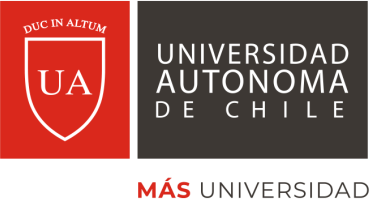 DUC IN ALTUM
UA
UNIVERSIDAD
AUTONOMA
DE CHILE
MÁS UNIVERSIDAD